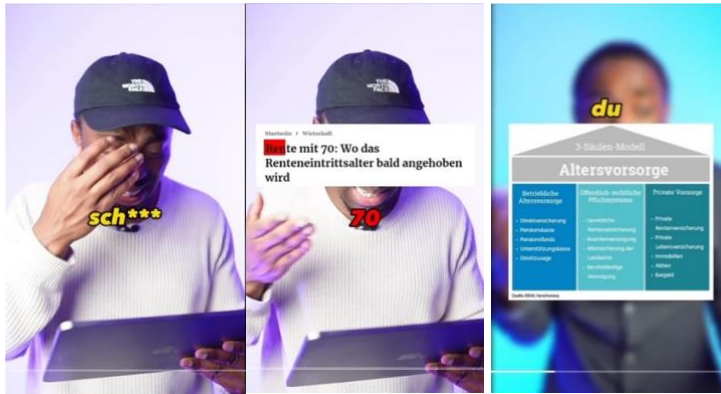 THE
NORTH
FACE
sch***
THE
NORTH
FACE
Startseite > Wirtschaft
Rente mit 70: Wo das
Renteneintrittsalter bald angehoben
wird
70
du
3-Säulen-Modell
Altersvorsorge
Betriebliche
Altersvorsorge
• Direktversicherung
• Pensionskasse
• Pensionsfonds
• Unterstützungskasse
• Direktzusage
Öffentlich-rechtliche
Pflichtsysteme
• Gesetzliche
Rentenversicherung
• Beamtenversorgung
• Alterssicherung der
Landwirte
• Berufsständige
Versorgung
Private Vorsorge
• Private
Rentenversicherung
• Private
Lebensversicherung
• Immobilien
• Aktien
• Bargeld